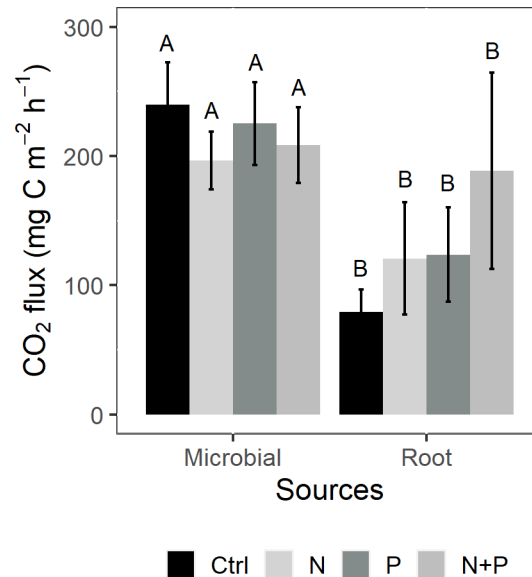 300
200
100
0
CO₂ flux (mg C m⁻² h⁻¹)
A
A
A
A
B
B
B
B
Microbial Root
Sources
Ctrl N P N+P